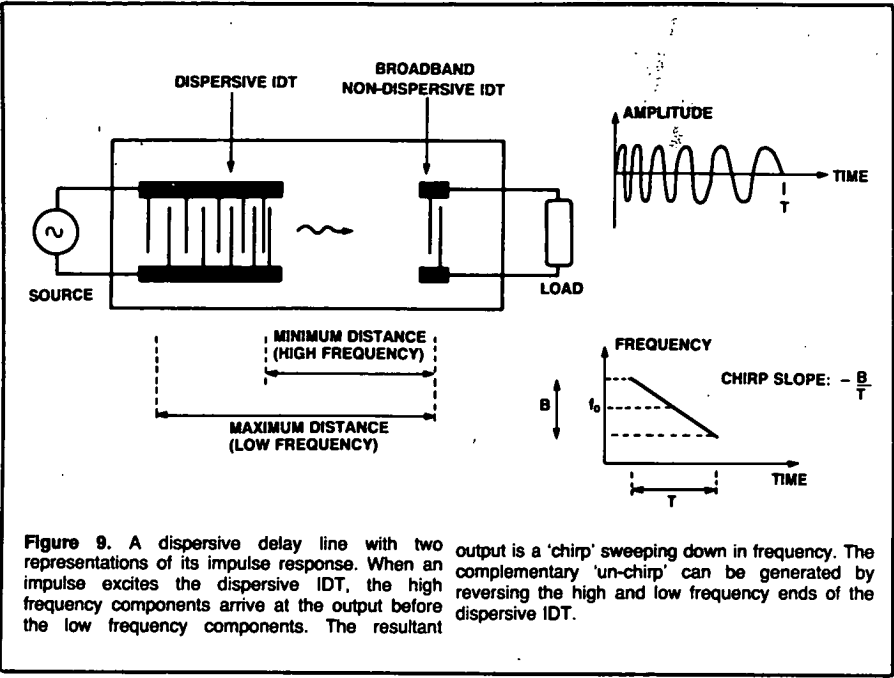 DISPERSIVE IDT
BROADBAND
NON-DISPERSIVE IDT
SOURCE
LOAD
MINIMUM DISTANCE
(HIGH FREQUENCY)
MAXIMUM DISTANCE
(LOW FREQUENCY)
AMPLITUDE
TIME
T
FREQUENCY
CHIRP SLOPE: - B/T
B
f₀
TIME
T
Figure 9. A dispersive delay line with two
representations of its impulse response. When an
impulse excites the dispersive IDT, the high
frequency components arrive at the output before
the low frequency components. The resultant
output is a 'chirp' sweeping down in frequency. The
complementary 'un-chirp' can be generated by
reversing the high and low frequency ends of the
dispersive IDT.